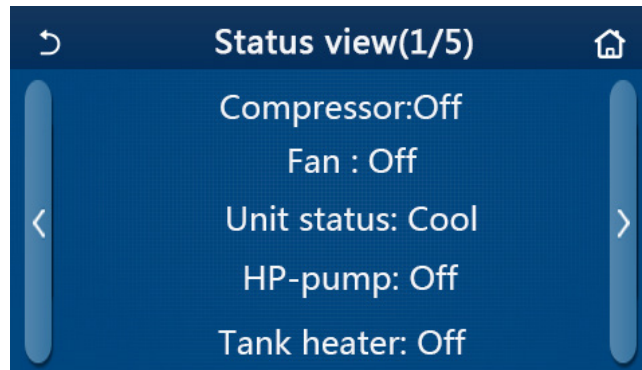 Status view(1/5)
Compressor:Off
Fan : Off
Unit status: Cool
HP-pump: Off
Tank heater: Off